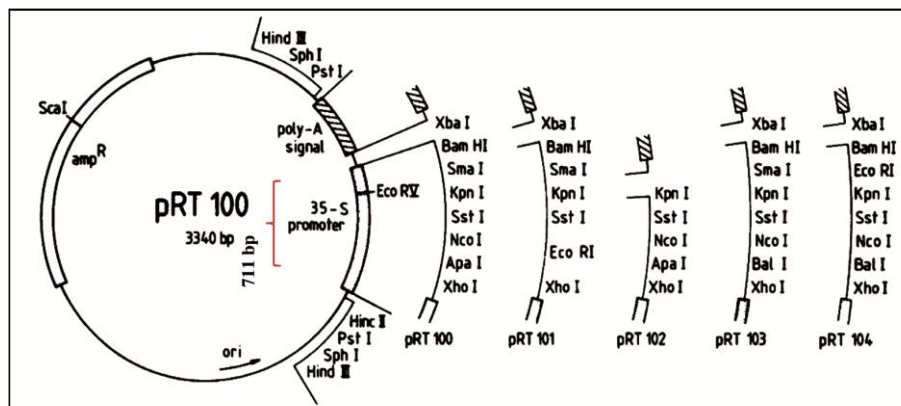 Hind III
Sph I
Pst I
Sca I
amp R
poly-A
signal
pRT 100
3340 bp
711 bp
35-S
promoter
Eco RV
Hinc II
Pst I
Sph I
Hind III
ori
Xba I
Bam HI
Sma I
Kpn I
Sst I
Nco I
Apa I
Xho I
pRT 100
Xba I
Bam HI
Sma I
Kpn I
Sst I
Eco RI
Xho I
pRT 101
Kpn I
Sst I
Nco I
Apa I
Xho I
pRT 102
Xba I
Bam HI
Sma I
Kpn I
Sst I
Nco I
Bal I
Xho I
pRT 103
Xba I
Bam HI
Eco RI
Kpn I
Sst I
Nco I
Bal I
Xho I
pRT 104